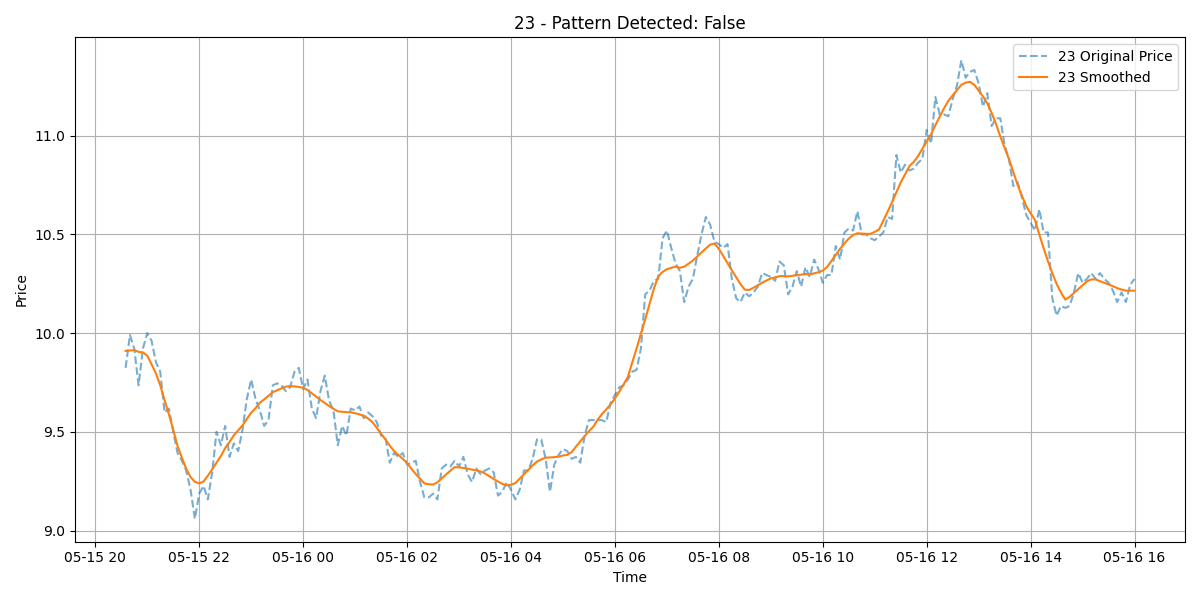 23 - Pattern Detected: False
23 Original Price
23 Smoothed
Price
11.0
10.5
10.0
9.5
9.0
05-15 20 05-15 22 05-16 00 05-16 02 05-16 04 05-16 06 05-16 08 05-16 10 05-16 12 05-16 14 05-16 16
Time